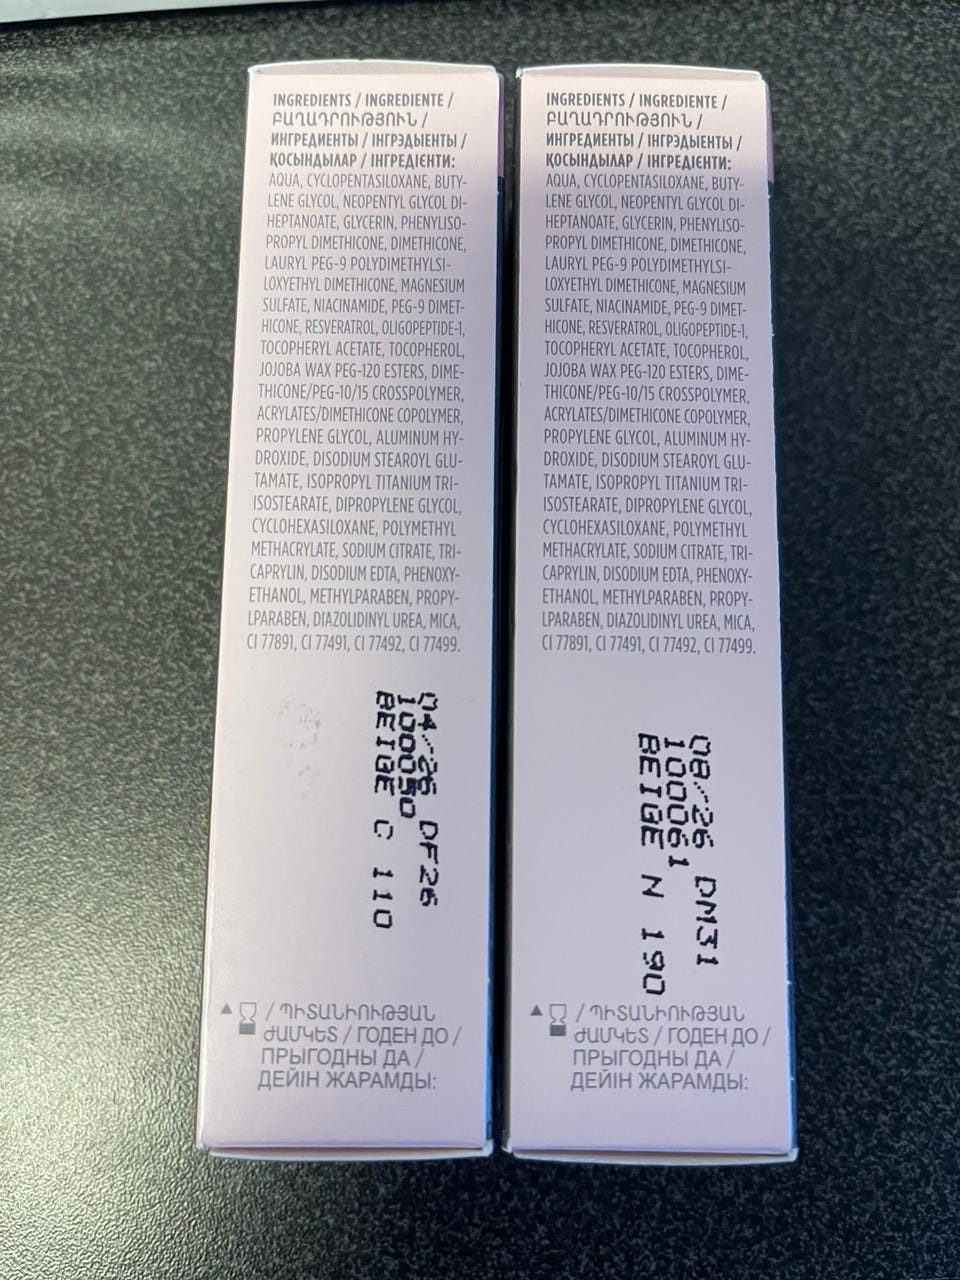 INGREDIENTS / INGREDIENTE /
ԲԱՂԱԴՐՈՒԹՅՈՒՆ /
ИНГРЕДИЕНТЫ / ІНГРЭДЫЕНТЫ /
ҚОСЫНДЫЛАР / ІНГРЕДІЄНТИ:
AQUA, CYCLOPENTASILOXANE, BUTY-
LENE GLYCOL, NEOPENTYL GLYCOL DI-
HEPTANOATE, GLYCERIN, PHENYLISO-
PROPYL DIMETHICONE, DIMETHICONE,
LAURYL PEG-9 POLYDIMETHYLSI-
LOXYETHYL DIMETHICONE, MAGNESIUM
SULFATE, NIACINAMIDE, PEG-9 DIMET-
HICONE, RESVERATROL, OLIGOPEPTIDE-1,
TOCOPHERYL ACETATE, TOCOPHEROL,
JOJOBA WAX PEG-120 ESTERS, DIME-
THICONE/PEG-10/15 CROSSPOLYMER,
ACRYLATES/DIMETHICONE COPOLYMER,
PROPYLENE GLYCOL, ALUMINUM HY-
DROXIDE, DISODIUM STEAROYL GLU-
TAMATE, ISOPROPYL TITANIUM TRI-
ISOSTEARATE, DIPROPYLENE GLYCOL,
CYCLOHEXASILOXANE, POLYMETHYL
METHACRYLATE, SODIUM CITRATE, TRI-
CAPRYLIN, DISODIUM EDTA, PHENOXY-
ETHANOL, METHYLPARABEN, PROPY-
LPARABEN, DIAZOLIDINYL UREA, MICA,
CI 77891, CI 77491, CI 77492, CI 77499.
04/26 DF26
100050
BEIGE C 110
/ ՊԻՏԱՆԻՈՒԹՅԱՆ
ԺԱՄԿԵՏ / ГОДЕН ДО /
ПРЫГОДНЫ ДА /
ДЕЙІН ЖАРАМДЫ:
INGREDIENTS / INGREDIENTE /
ԲԱՂԱԴՐՈՒԹՅՈՒՆ /
ИНГРЕДИЕНТЫ / ІНГРЭДЫЕНТЫ /
ҚОСЫНДЫЛАР / ІНГРЕДІЄНТИ:
AQUA, CYCLOPENTASILOXANE, BUTY-
LENE GLYCOL, NEOPENTYL GLYCOL DI-
HEPTANOATE, GLYCERIN, PHENYLISO-
PROPYL DIMETHICONE, DIMETHICONE,
LAURYL PEG-9 POLYDIMETHYLSI-
LOXYETHYL DIMETHICONE, MAGNESIUM
SULFATE, NIACINAMIDE, PEG-9 DIMET-
HICONE, RESVERATROL, OLIGOPEPTIDE-1,
TOCOPHERYL ACETATE, TOCOPHEROL,
JOJOBA WAX PEG-120 ESTERS, DIME-
THICONE/PEG-10/15 CROSSPOLYMER,
ACRYLATES/DIMETHICONE COPOLYMER,
PROPYLENE GLYCOL, ALUMINUM HY-
DROXIDE, DISODIUM STEAROYL GLU-
TAMATE, ISOPROPYL TITANIUM TRI-
ISOSTEARATE, DIPROPYLENE GLYCOL,
CYCLOHEXASILOXANE, POLYMETHYL
METHACRYLATE, SODIUM CITRATE, TRI-
CAPRYLIN, DISODIUM EDTA, PHENOXY-
ETHANOL, METHYLPARABEN, PROPY-
LPARABEN, DIAZOLIDINYL UREA, MICA,
CI 77891, CI 77491, CI 77492, CI 77499.
08/26 DM31
100061
BEIGE N 190
/ ՊԻՏԱՆԻՈՒԹՅԱՆ
ԺԱՄԿԵՏ / ГОДЕН ДО /
ПРЫГОДНЫ ДА /
ДЕЙІН ЖАРАМДЫ: